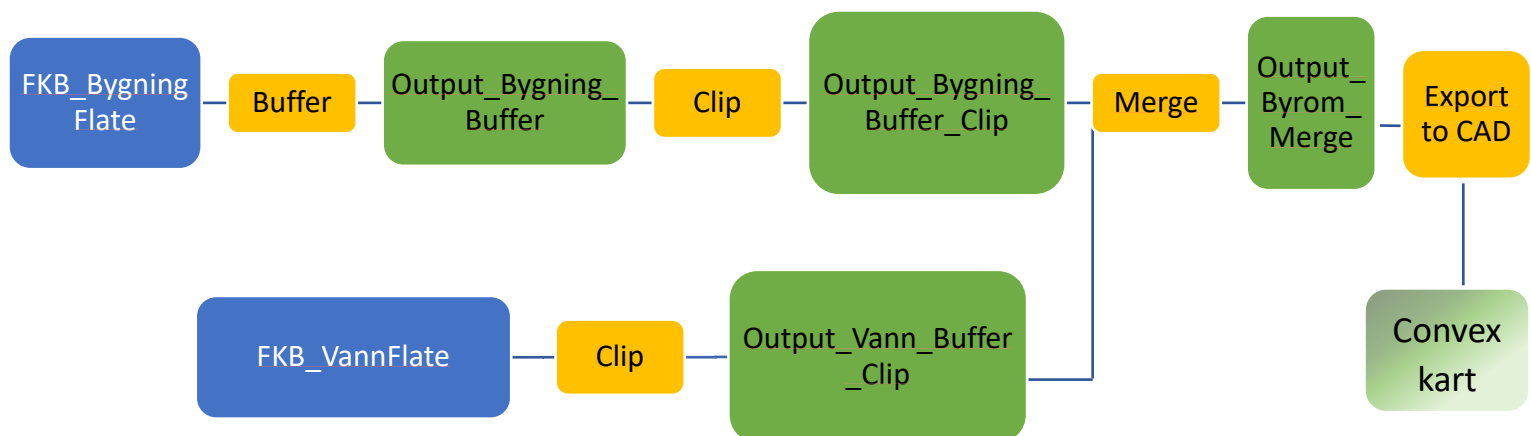 FKB_Bygning
Flate
Buffer
Output_Bygning_
Buffer
Clip
Output_Bygning_
Buffer_Clip
Merge
Output_
Byrom_
Merge
Export
to CAD
FKB_VannFlate
Clip
Output_Vann_Buffer
_Clip
Convex
kart